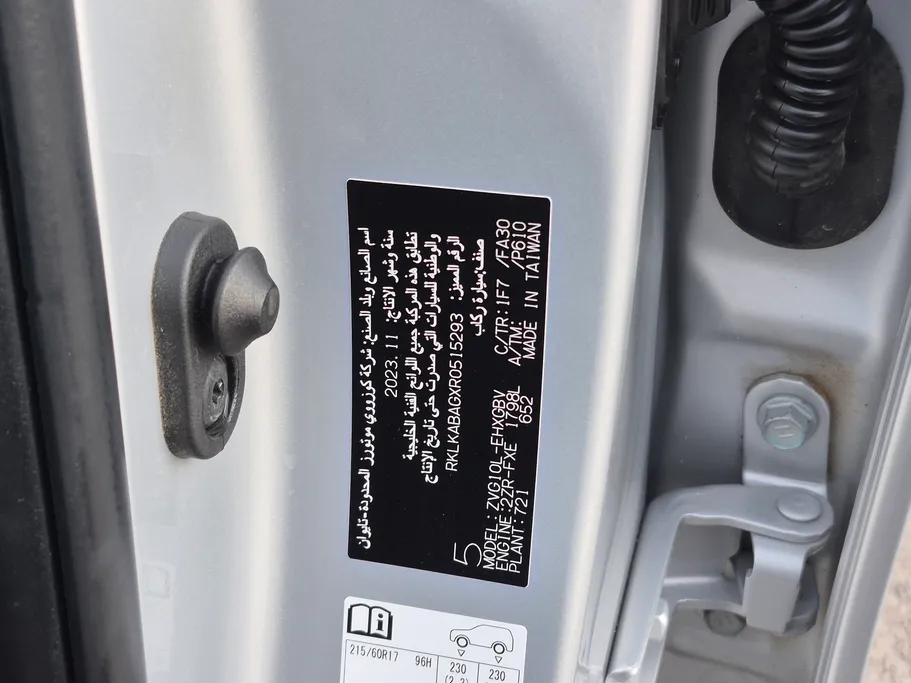 اسم الصانع وبلد الصنع: شركة كوزووي موتورز المحدودة-تايوان
سنة وشهر الانتاج: 2023.11
تطابق هذه المركبة جميع اللوائح الفنية الخليجية
والوطنية للسيارات التي صدرت حتى تاريخ الإنتاج
الرقم المميز: RKLKABAGXR0515293
صنف:سيارة ركاب
5
MODEL:ZVG10L-EHXGBV C/TR:1F7 /FA30
ENGINE:2ZR-FXE 1798L A/TM: /P610
PLANT:721 652 MADE IN TAIWAN
i
215/60R17 96H 230 230